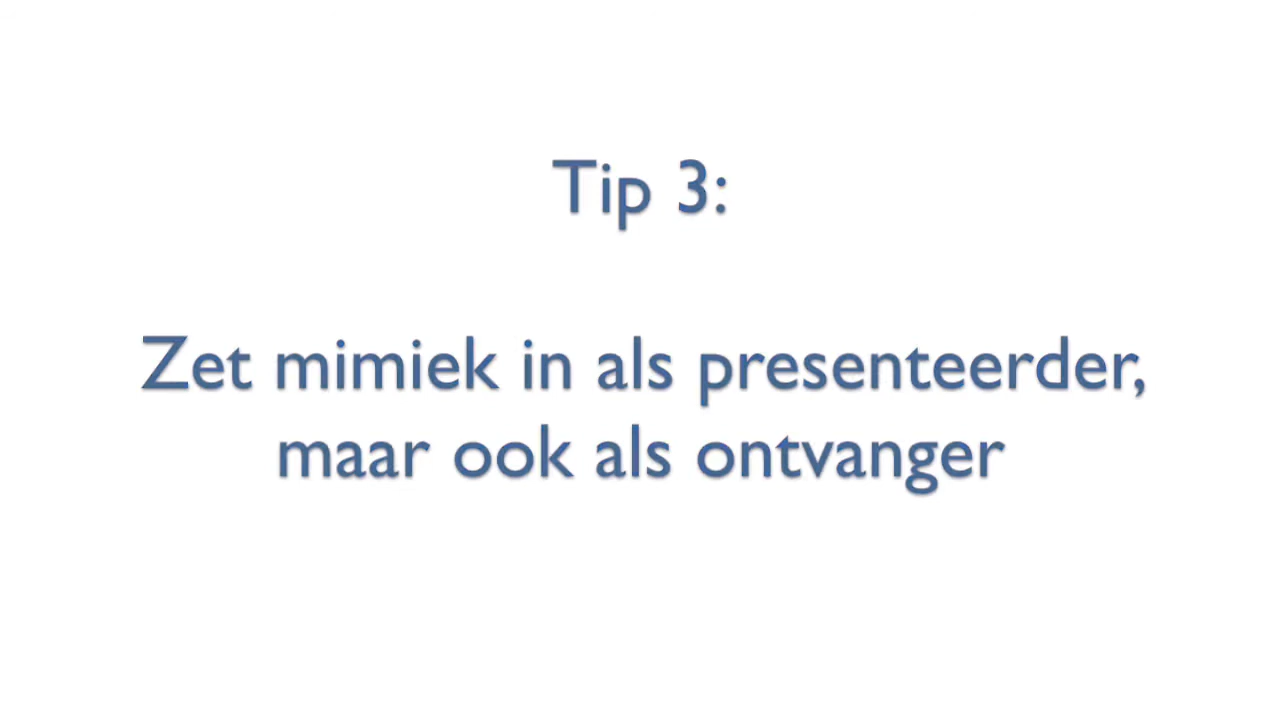 Tip 3:
Zet mimiek in als presenteerder,
maar ook als ontvanger